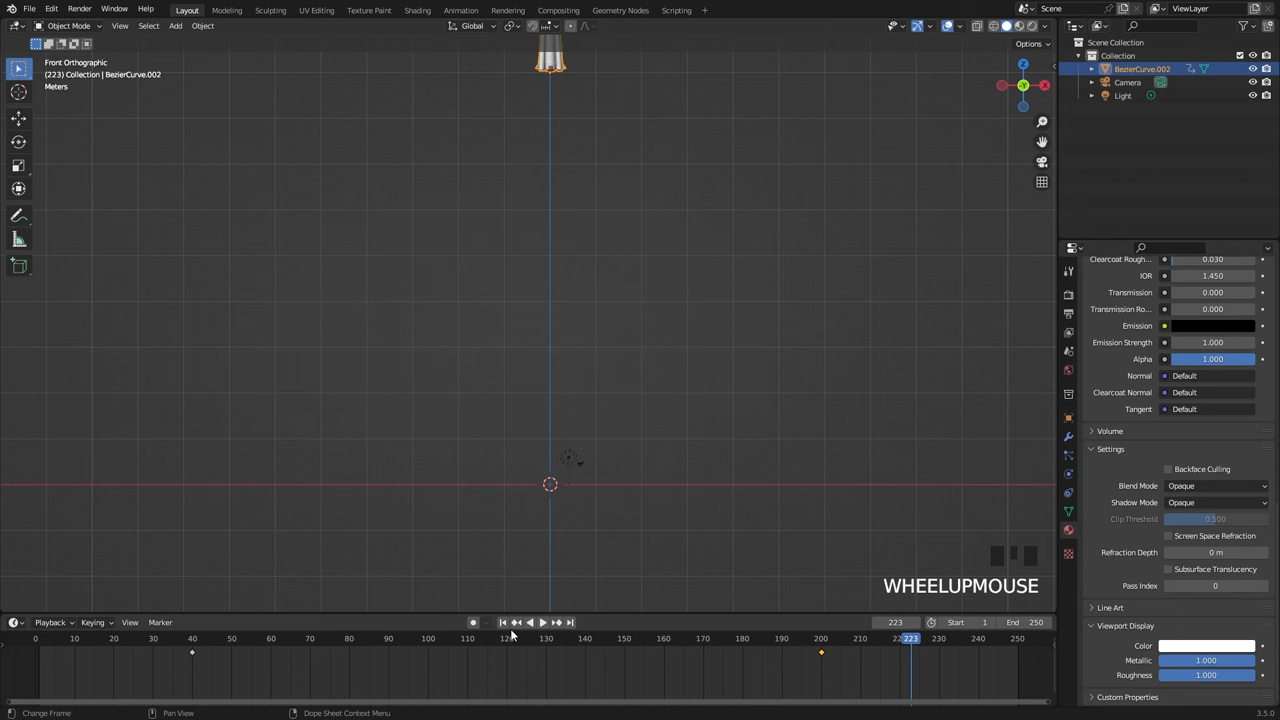 File Edit Render Window Help Layout Modeling Sculpting UV Editing Texture Paint Shading Animation Rendering Compositing Geometry Nodes Scripting Scene ViewLayer
Object Mode View Select Add Object Global
Options
Front Orthographic
(223) Collection | BezierCurve.002
Meters
Z
Y
X
Scene Collection
Collection
BezierCurve.002
Camera
Light
Clearcoat Rough... 0.030
IOR 1.450
Transmission 0.000
Transmission Ro... 0.000
Emission
Emission Strength 1.000
Alpha 1.000
Normal Default
Clearcoat Normal Default
Tangent Default
Volume
Settings
Backface Culling
Blend Mode Opaque
Shadow Mode Opaque
Clip Threshold 0.500
Screen Space Refraction
Refraction Depth 0 m
Subsurface Translucency
Pass Index 0
Line Art
Viewport Display
Color
Metallic 1.000
Roughness 1.000
Custom Properties
WHEELUPMOUSE
Playback Keying View Marker 223 Start 1 End 250
0 10 20 30 40 50 60 70 80 90 100 110 120 130 140 150 160 170 180 190 200 210 223 230 240 250
Change Frame Pan View Dope Sheet Context Menu 3.5.0